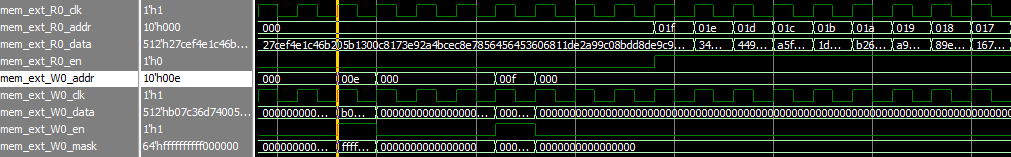 mem_ext_R0_clk 1'h1
mem_ext_R0_addr 10'h000 000 01f 01e 01d 01c 01b 01a 019 018 017
mem_ext_R0_data 512'h27cef4e1c46b... 27cef4e1c46b205b1300c8173e92a4bcec8e7856456453606811de2a99c08bdd8de9c9... 34... 449... a5f... 1d... b26... a9... 89e... 167...
mem_ext_R0_en 1'h0
mem_ext_W0_addr 10'h00e 000 00e 000 00f 000
mem_ext_W0_clk 1'h1
mem_ext_W0_data 512'hb07c36d74005... 000000000... b0... 0000000000000000 000... 00000000000000000000000000000000000000000000000000000000000000000000000...
mem_ext_W0_en 1'h1
mem_ext_W0_mask 64'hffffffffff000000 000000000... ffff... 0000000000000000 000... 0000000000000000